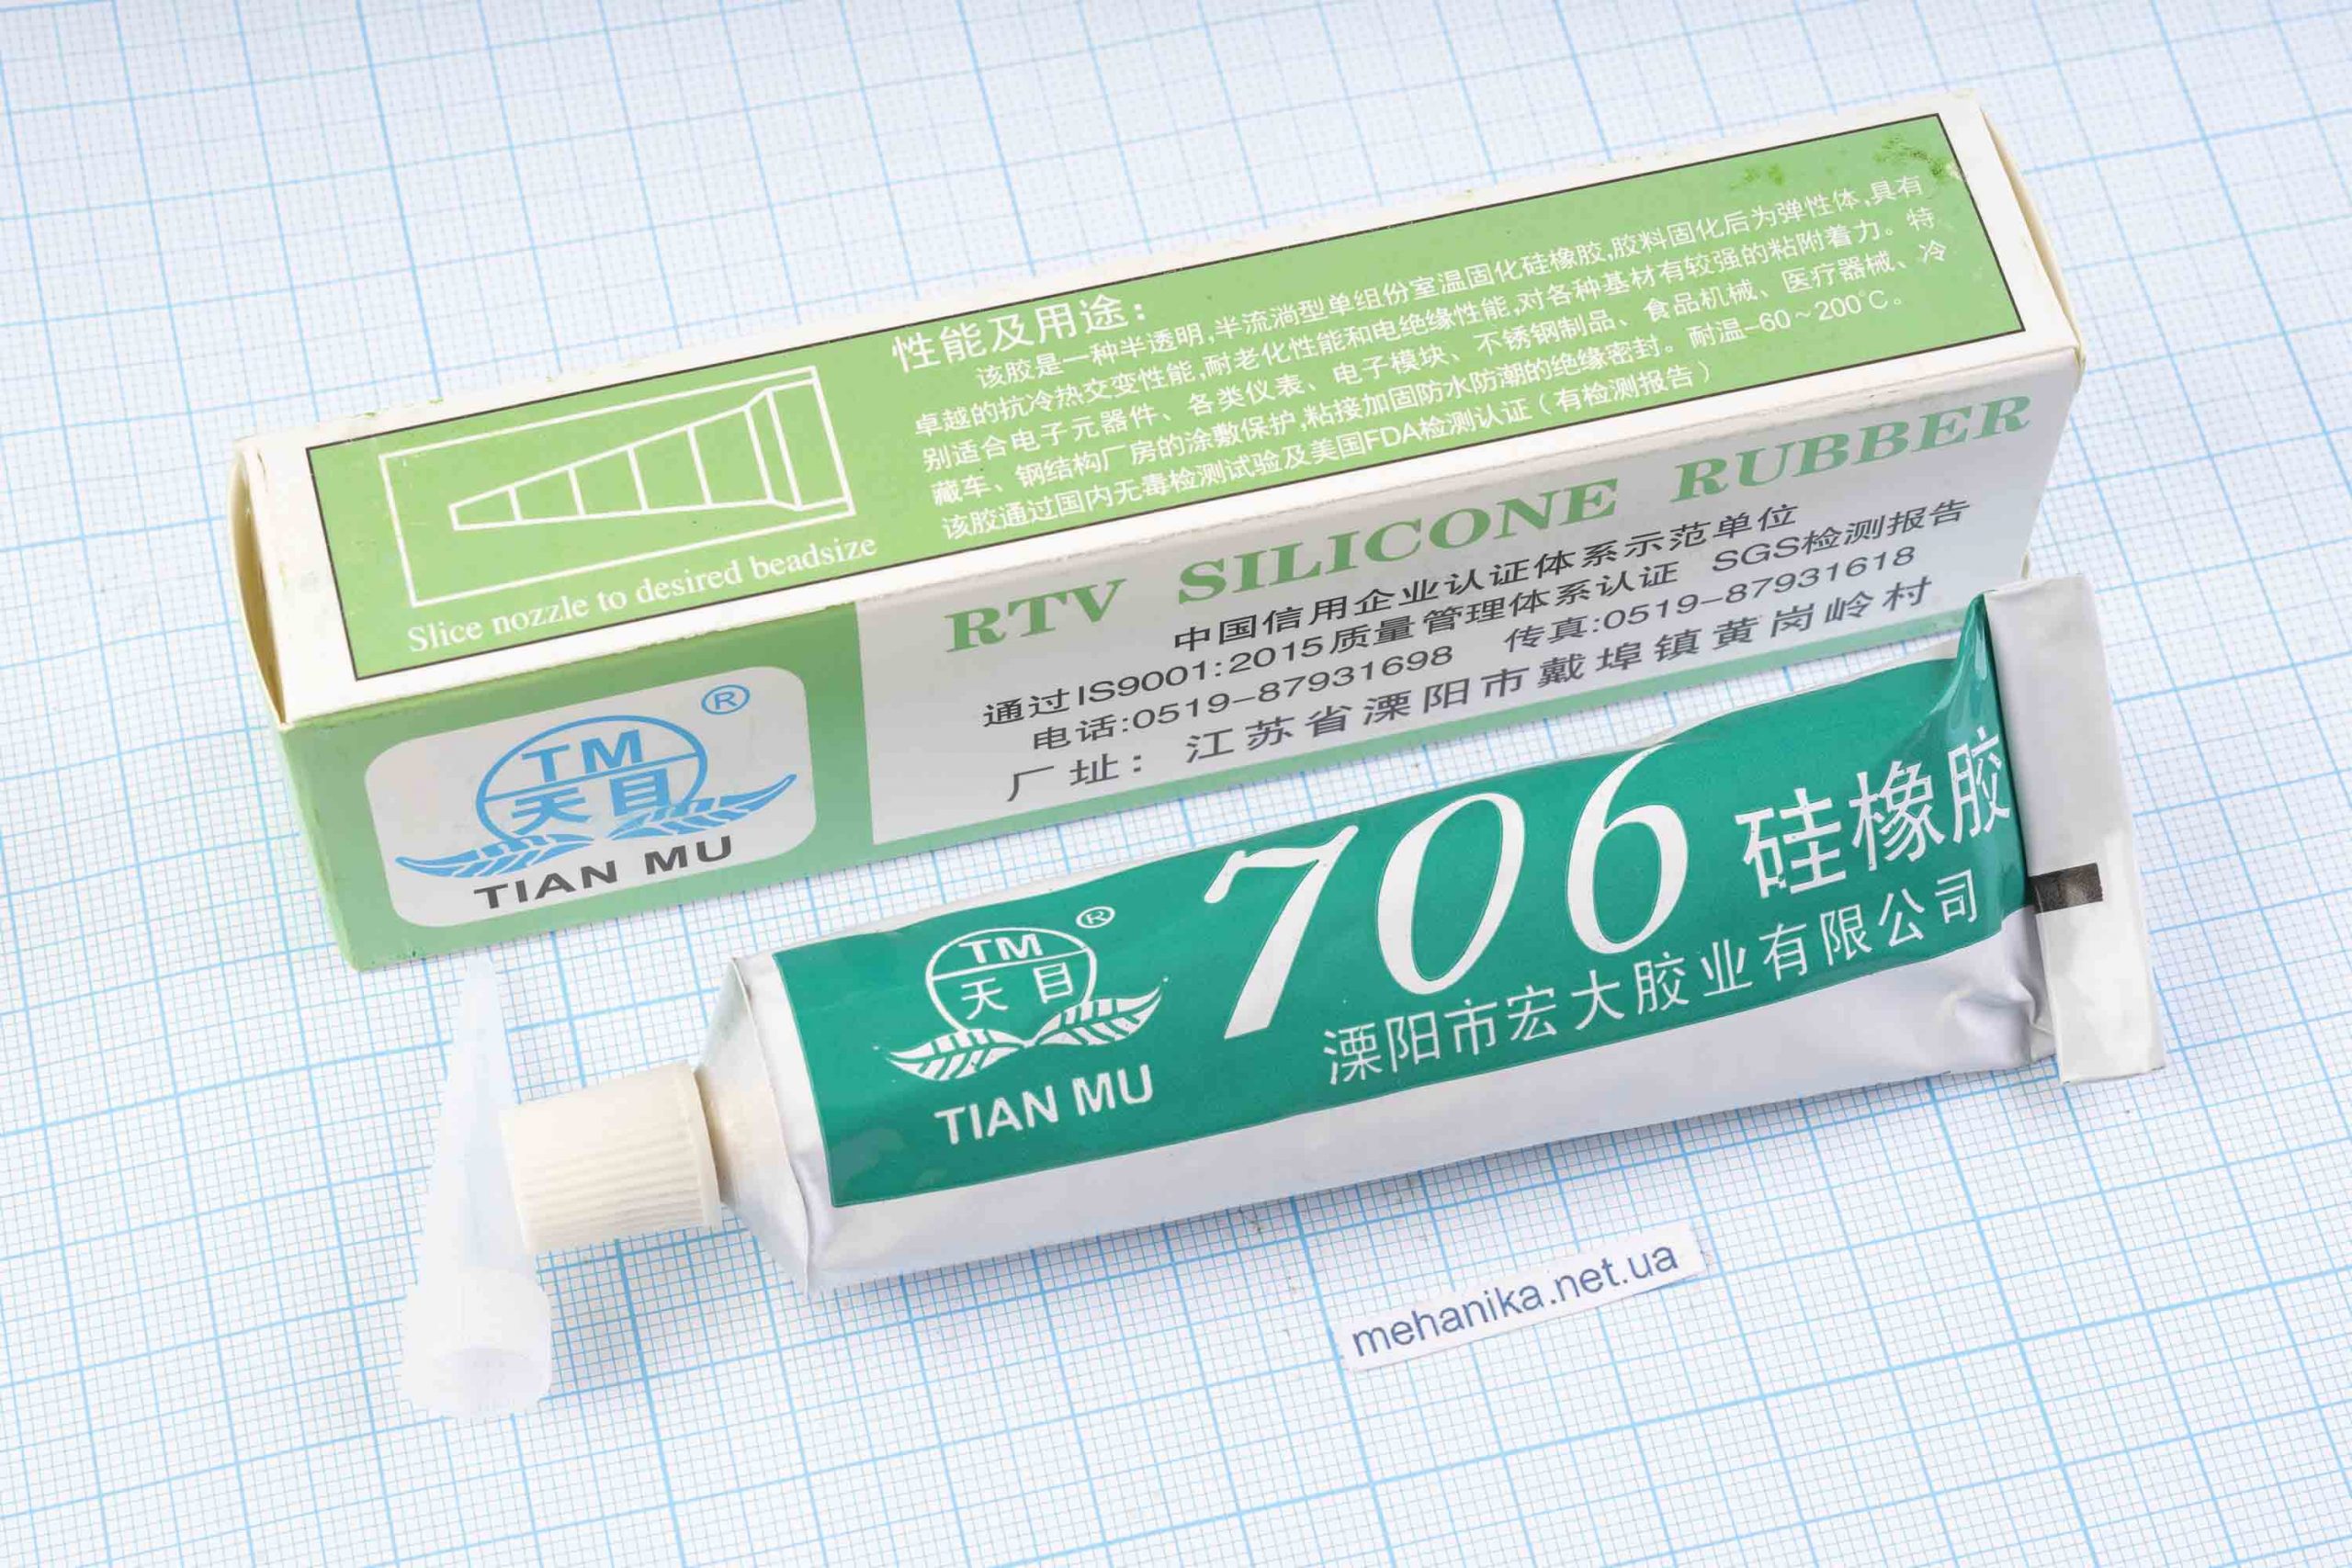 性能及用途：
该胶是一种半透明,半流淌型单组份室温固化硅橡胶,胶料固化后为弹性体,具有
卓越的抗冷热交变性能,耐老化性能和电绝缘性能,对各种基材有较强的粘附着力。特
别适合电子元器件、各类仪表、电子模块、不锈钢制品、食品机械、医疗器械、冷
藏车、钢结构厂房的涂敷保护,粘接加固防水防潮的绝缘密封。耐温-60～200℃。
该胶通过国内无毒检测试验及美国FDA检测认证（有检测报告）
Slice nozzle to desired beadsize
RTV SILICONE RUBBER
中国信用企业认证体系示范单位
通过IS9001:2015质量管理体系认证 SGS检测报告
电话:0519-87931698 传真:0519-87931618
厂址：江苏省溧阳市戴埠镇黄岗岭村
®
TM
天目
TIAN MU
®
TM
天目
TIAN MU
706 硅橡胶
溧阳市宏大胶业有限公司
mehanika.net.ua